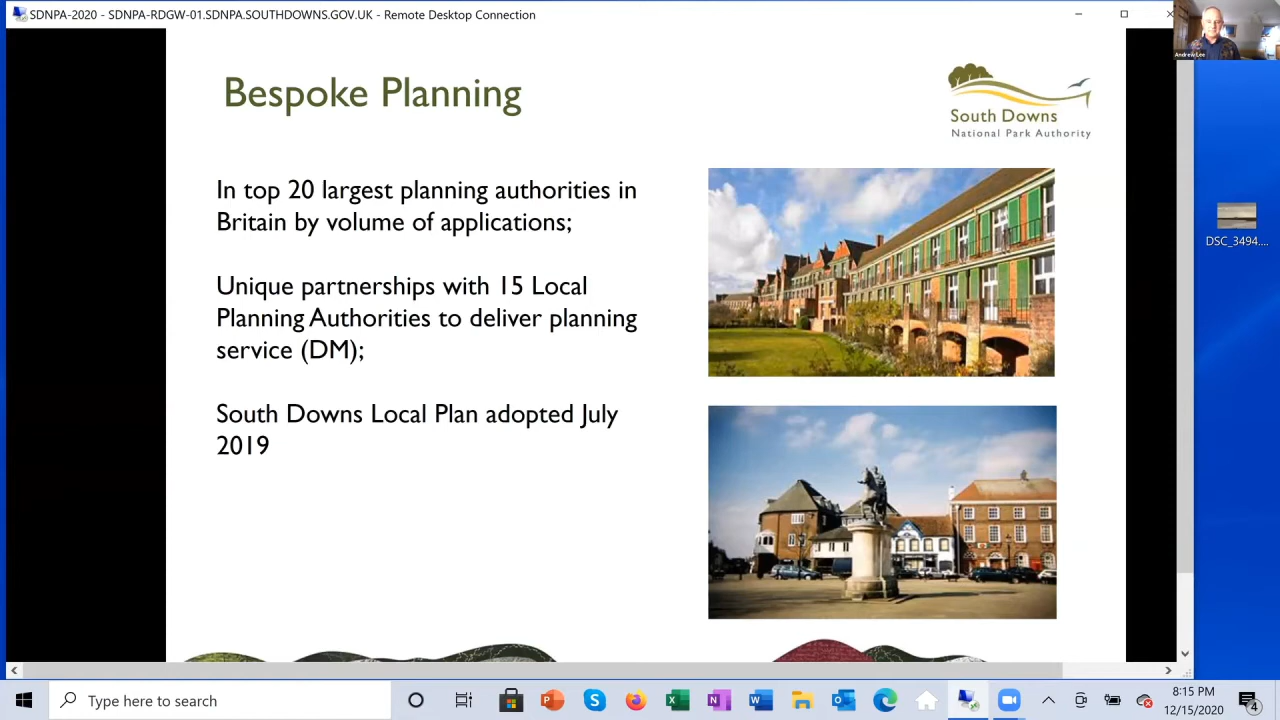 SDNPA-2020 - SDNPA-RDGW-01.SDNPA.SOUTHDOWNS.GOV.UK - Remote Desktop Connection
Andrew Lee
Bespoke Planning
South Downs
National Park Authority
In top 20 largest planning authorities in
Britain by volume of applications;
Unique partnerships with 15 Local
Planning Authorities to deliver planning
service (DM);
South Downs Local Plan adopted July
2019
DSC_3494....
Type here to search
8:15 PM
12/15/2020
4